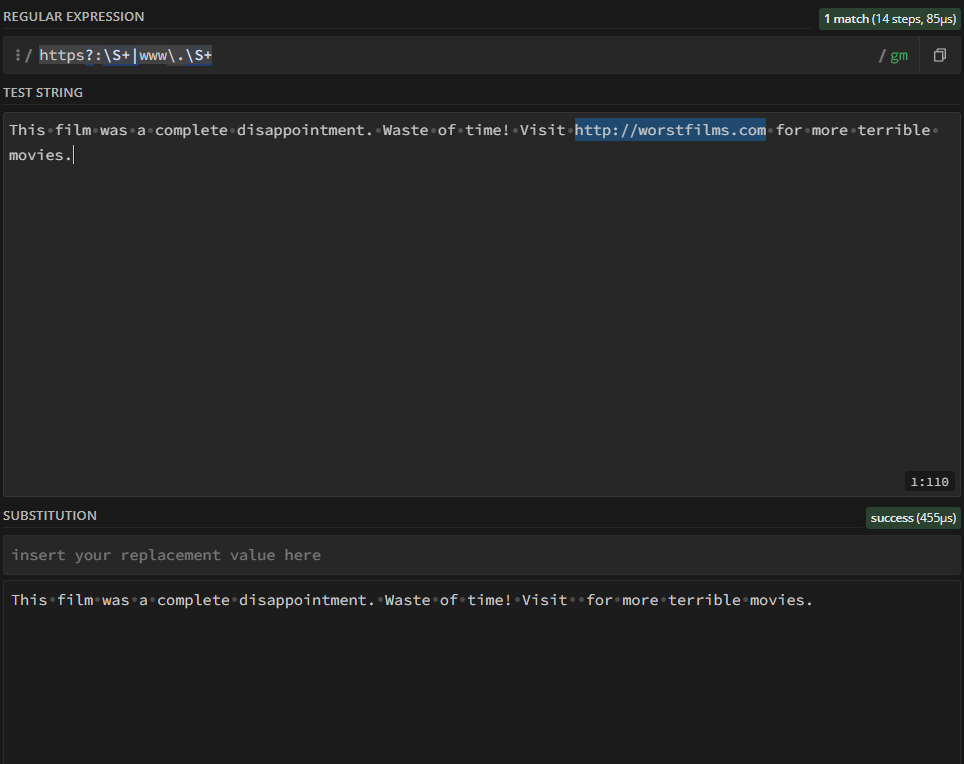 REGULAR EXPRESSION
1 match (14 steps, 85µs)
/ https?:\S+|www\.\S+ / gm
TEST STRING
This·film·was·a·complete·disappointment.·Waste·of·time!·Visit·http://worstfilms.com·for·more·terrible·
movies.
1:110
SUBSTITUTION
success (455µs)
insert your replacement value here
This·film·was·a·complete·disappointment.·Waste·of·time!·Visit··for·more·terrible·movies.